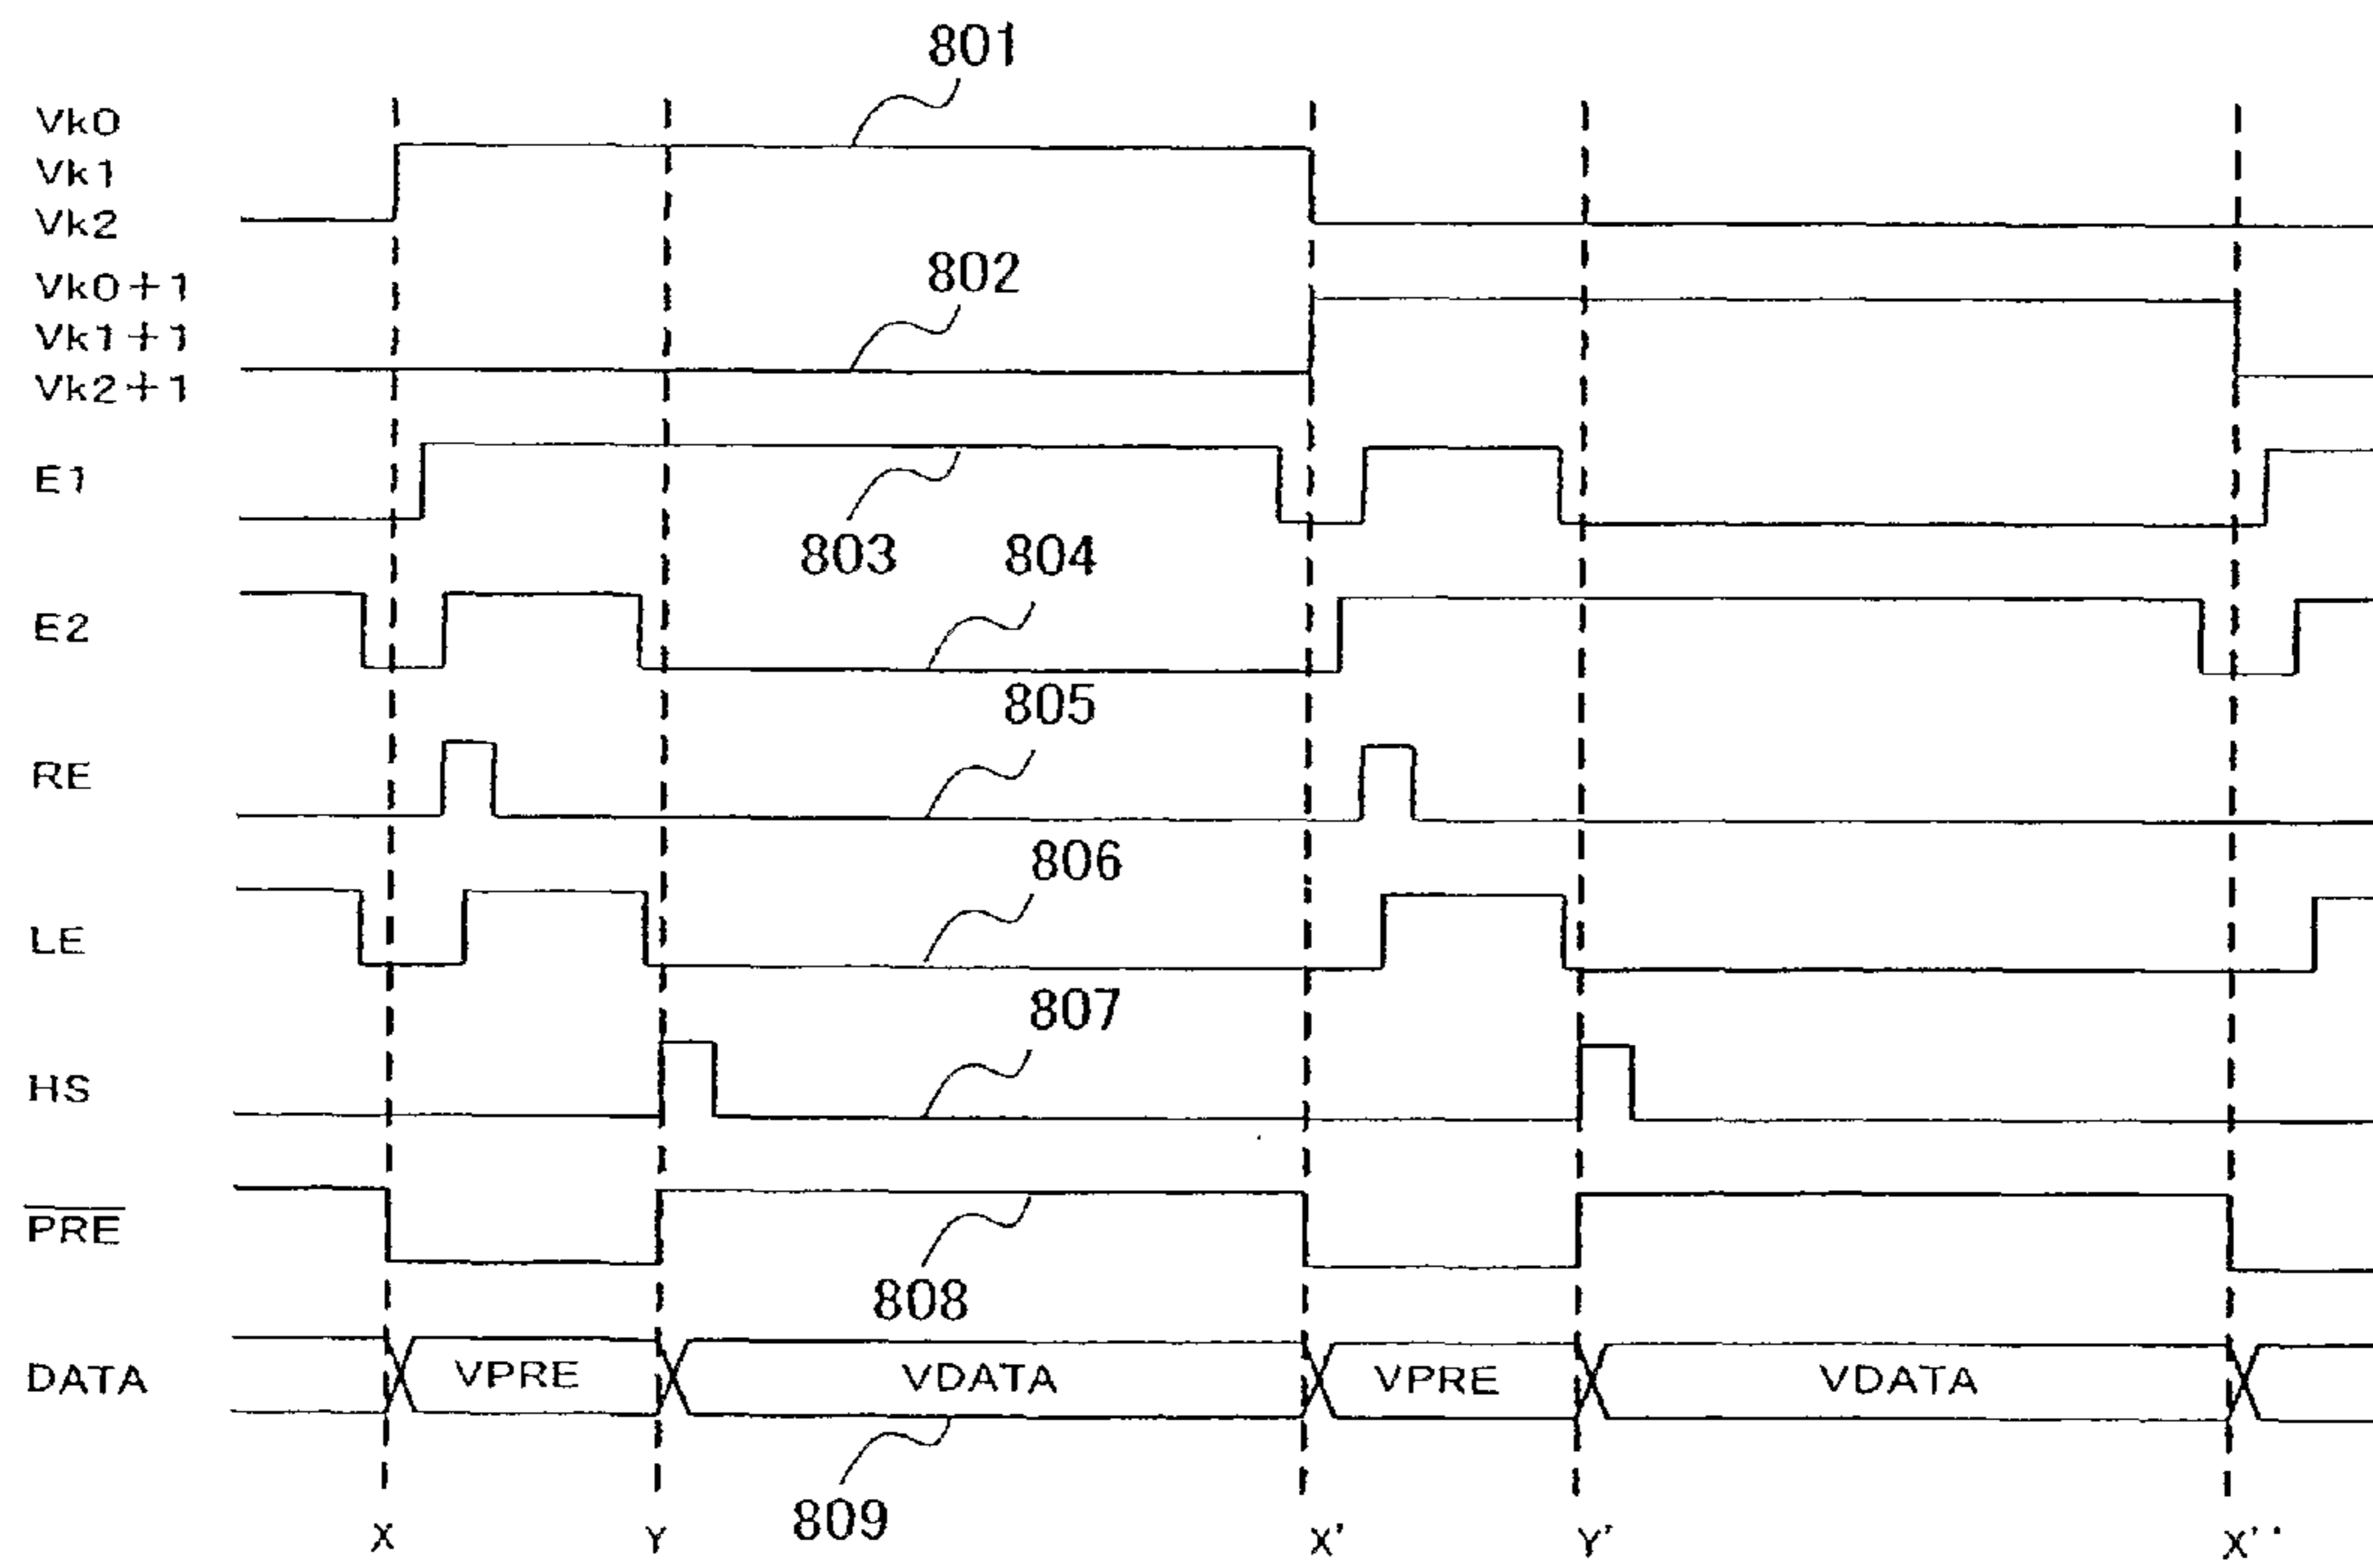 801
Vk0
Vk1
Vk2
802
Vk0+1
Vk1+1
Vk2+1
E1
803
804
E2
805
RE
806
LE
807
HS
PRE
808
DATA VPRE VDATA VPRE VDATA
809
X Y X' Y' X''